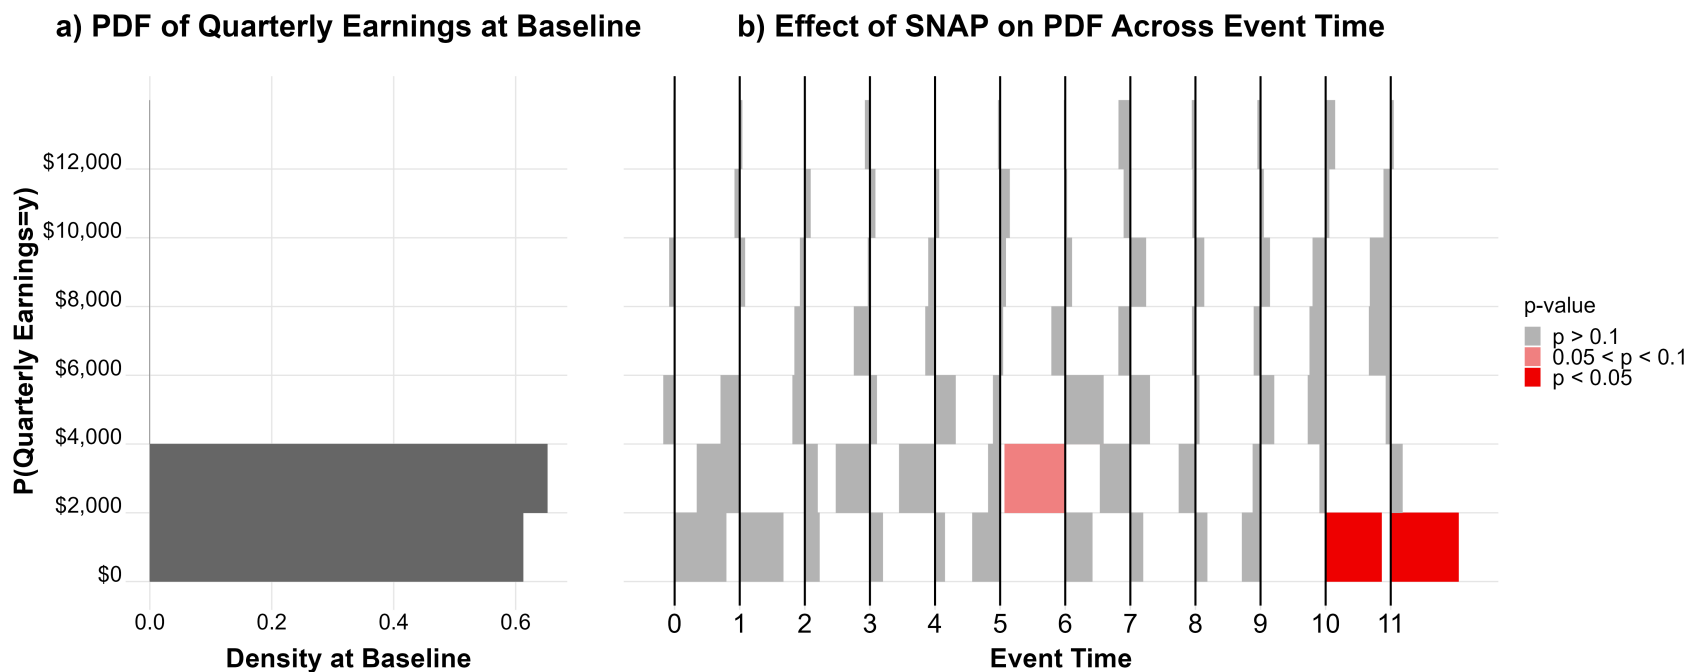 a) PDF of Quarterly Earnings at Baseline
b) Effect of SNAP on PDF Across Event Time
P(Quarterly Earnings=y)
$12,000
$10,000
$8,000
$6,000
$4,000
$2,000
$0
0.0 0.2 0.4 0.6
Density at Baseline
0 1 2 3 4 5 6 7 8 9 10 11
Event Time
p-value
p > 0.1
0.05 < p < 0.1
p < 0.05